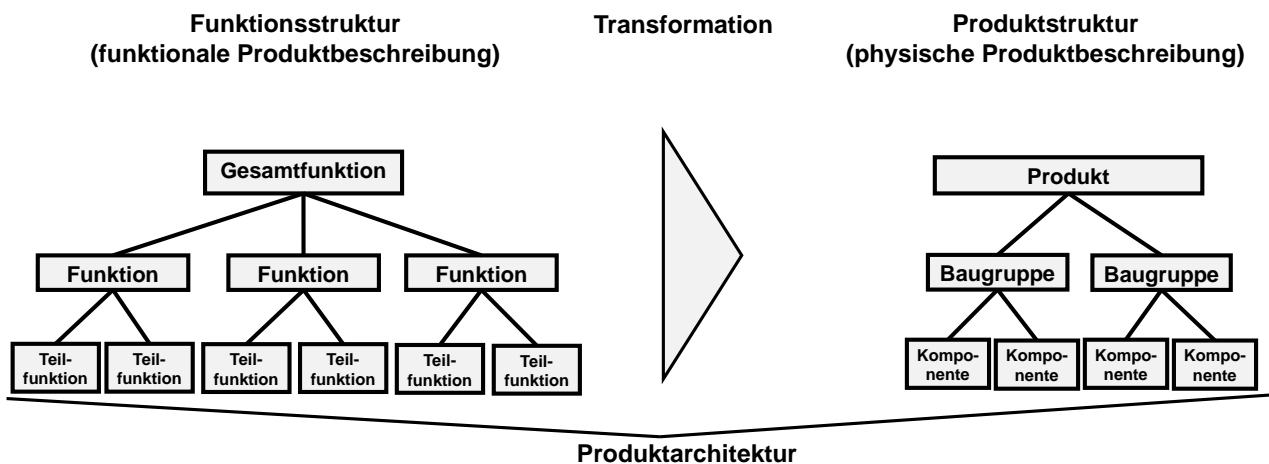 Funktionsstruktur
(funktionale Produktbeschreibung)
Transformation
Produktstruktur
(physische Produktbeschreibung)
Gesamtfunktion
Funktion
Funktion
Funktion
Teil-
funktion
Teil-
funktion
Teil-
funktion
Teil-
funktion
Teil-
funktion
Teil-
funktion
Produkt
Baugruppe
Baugruppe
Kompo-
nente
Kompo-
nente
Kompo-
nente
Kompo-
nente
Produktarchitektur